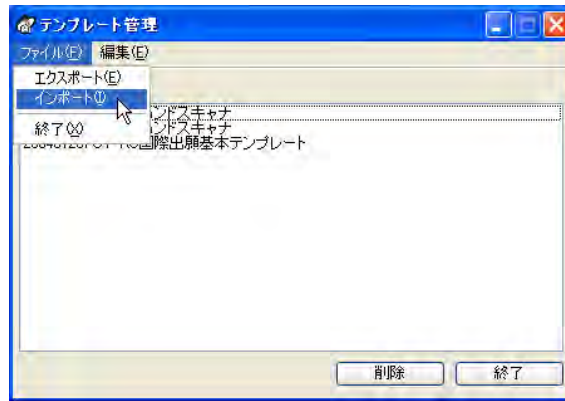 テンプレート管理
ファイル(F) 編集(E)
エクスポート(E)
インポート(I)
終了(X)
ンドスキャナ
ンドスキャナ
国際出願基本テンプレート
削除 終了